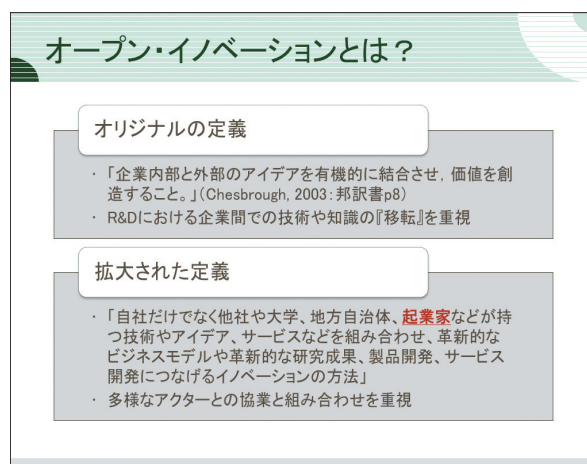 オープン・イノベーションとは？
オリジナルの定義
・「企業内部と外部のアイデアを有機的に結合させ，価値を創
造すること。」（Chesbrough, 2003：邦訳書p8）
・R&Dにおける企業間での技術や知識の『移転』を重視
拡大された定義
・「自社だけでなく他社や大学、地方自治体、起業家などが持
つ技術やアイデア、サービスなどを組み合わせ、革新的な
ビジネスモデルや革新的な研究成果、製品開発、サービス
開発につなげるイノベーションの方法」
・多様なアクターとの協業と組み合わせを重視